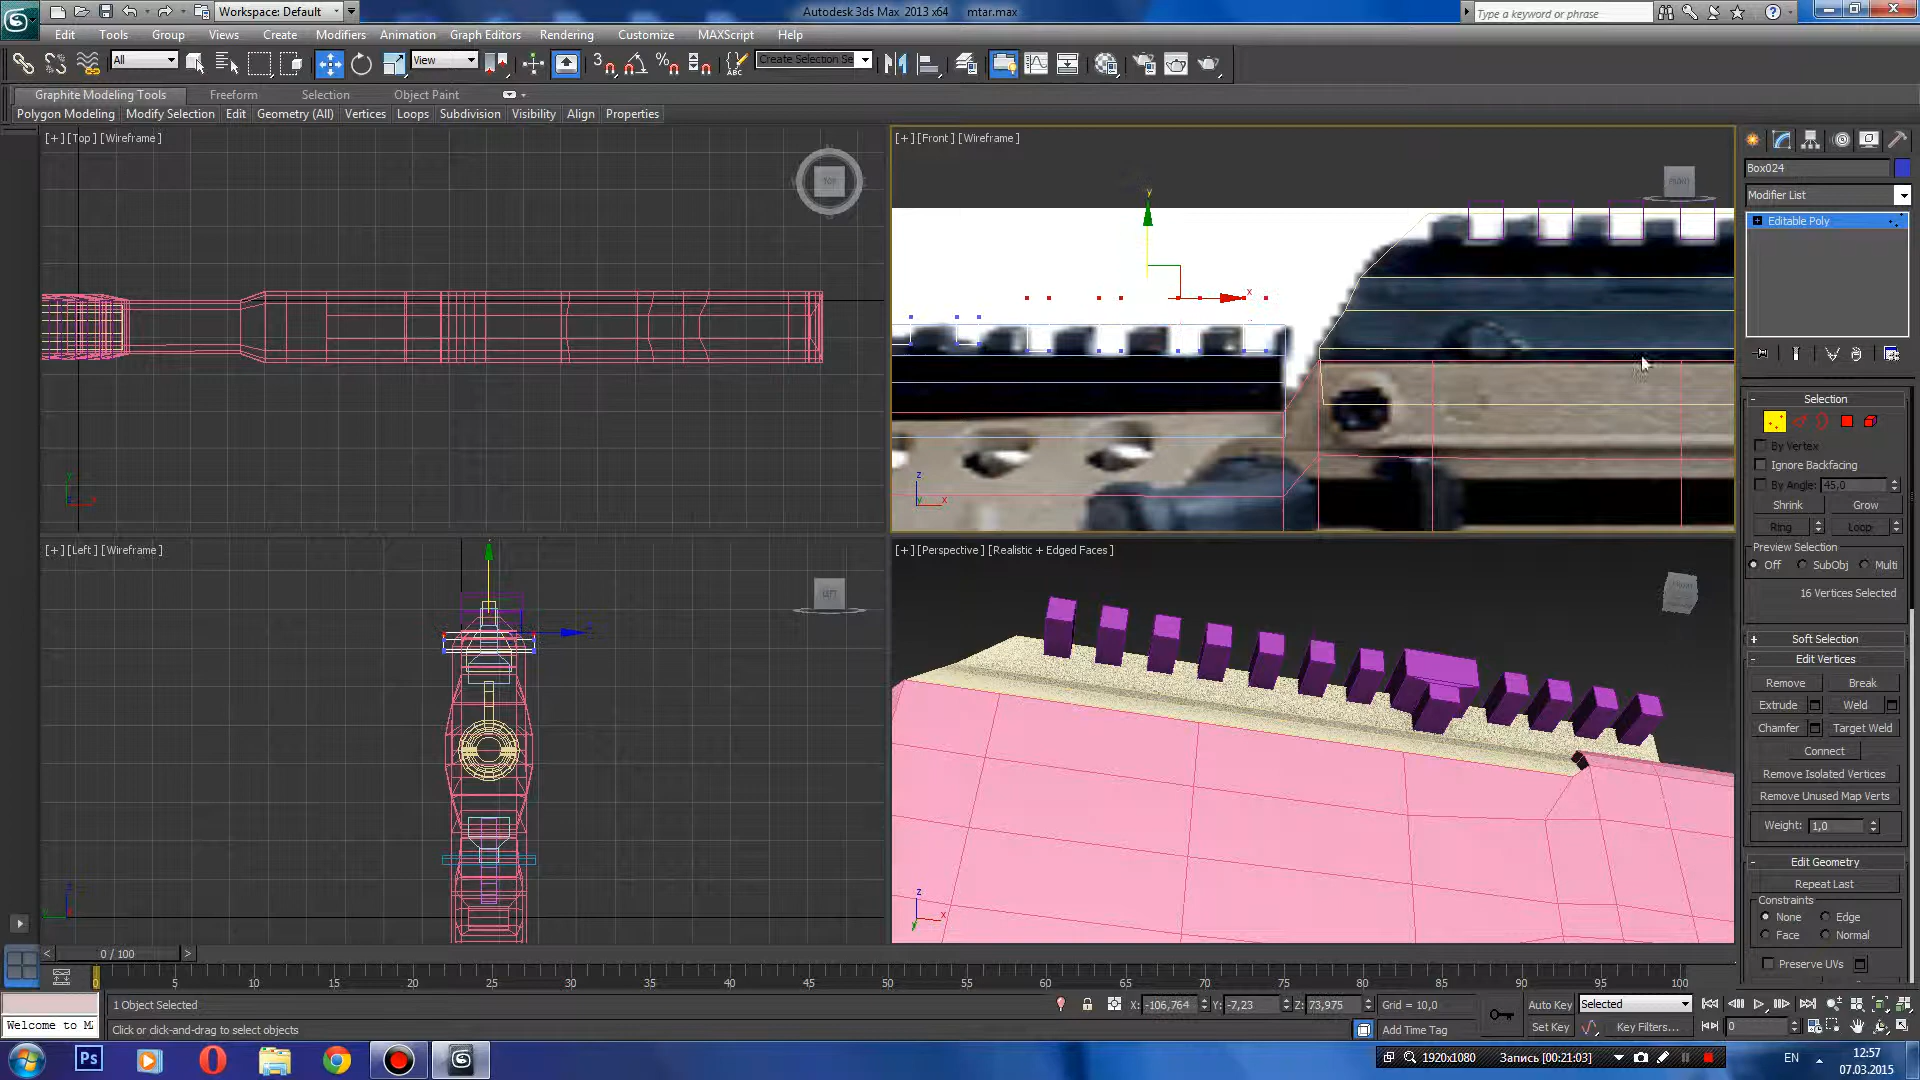 Workspace: Default
Autodesk 3ds Max 2013 x64 mtar.max
Type a keyword or phrase
Edit Tools Group Views Create Modifiers Animation Graph Editors Rendering Customize MAXScript Help
All
View
3
Create Selection Se
Graphite Modeling Tools Freeform Selection Object Paint
Polygon Modeling Modify Selection Edit Geometry (All) Vertices Loops Subdivision Visibility Align Properties
[+] [Top] [Wireframe]
TOP
[+] [Front] [Wireframe]
FRONT
[+] [Left] [Wireframe]
LEFT
[+] [Perspective] [Realistic + Edged Faces]
Box024
Modifier List
Editable Poly
Selection
By Vertex
Ignore Backfacing
By Angle: 45,0
Shrink Grow
Ring Loop
Preview Selection
Off SubObj Multi
16 Vertices Selected
Soft Selection
Edit Vertices
Remove Break
Extrude Weld
Chamfer Target Weld
Connect
Remove Isolated Vertices
Remove Unused Map Verts
Weight: 1,0
Edit Geometry
Repeat Last
Constraints
None Edge
Face Normal
Preserve UVs
0 / 100
0 5 10 15 20 25 30 35 40 45 50 55 60 65 70 75 80 85 90 95 100
1 Object Selected
X: -106,764 Y: -7,23 Z: 73,975 Grid = 10,0
Auto Key Selected
Welcome to M
Click or click-and-drag to select objects
Add Time Tag
Set Key Key Filters... 0
Ps
1920x1080 Запись [00:21:03]
EN
12:57
07.03.2015